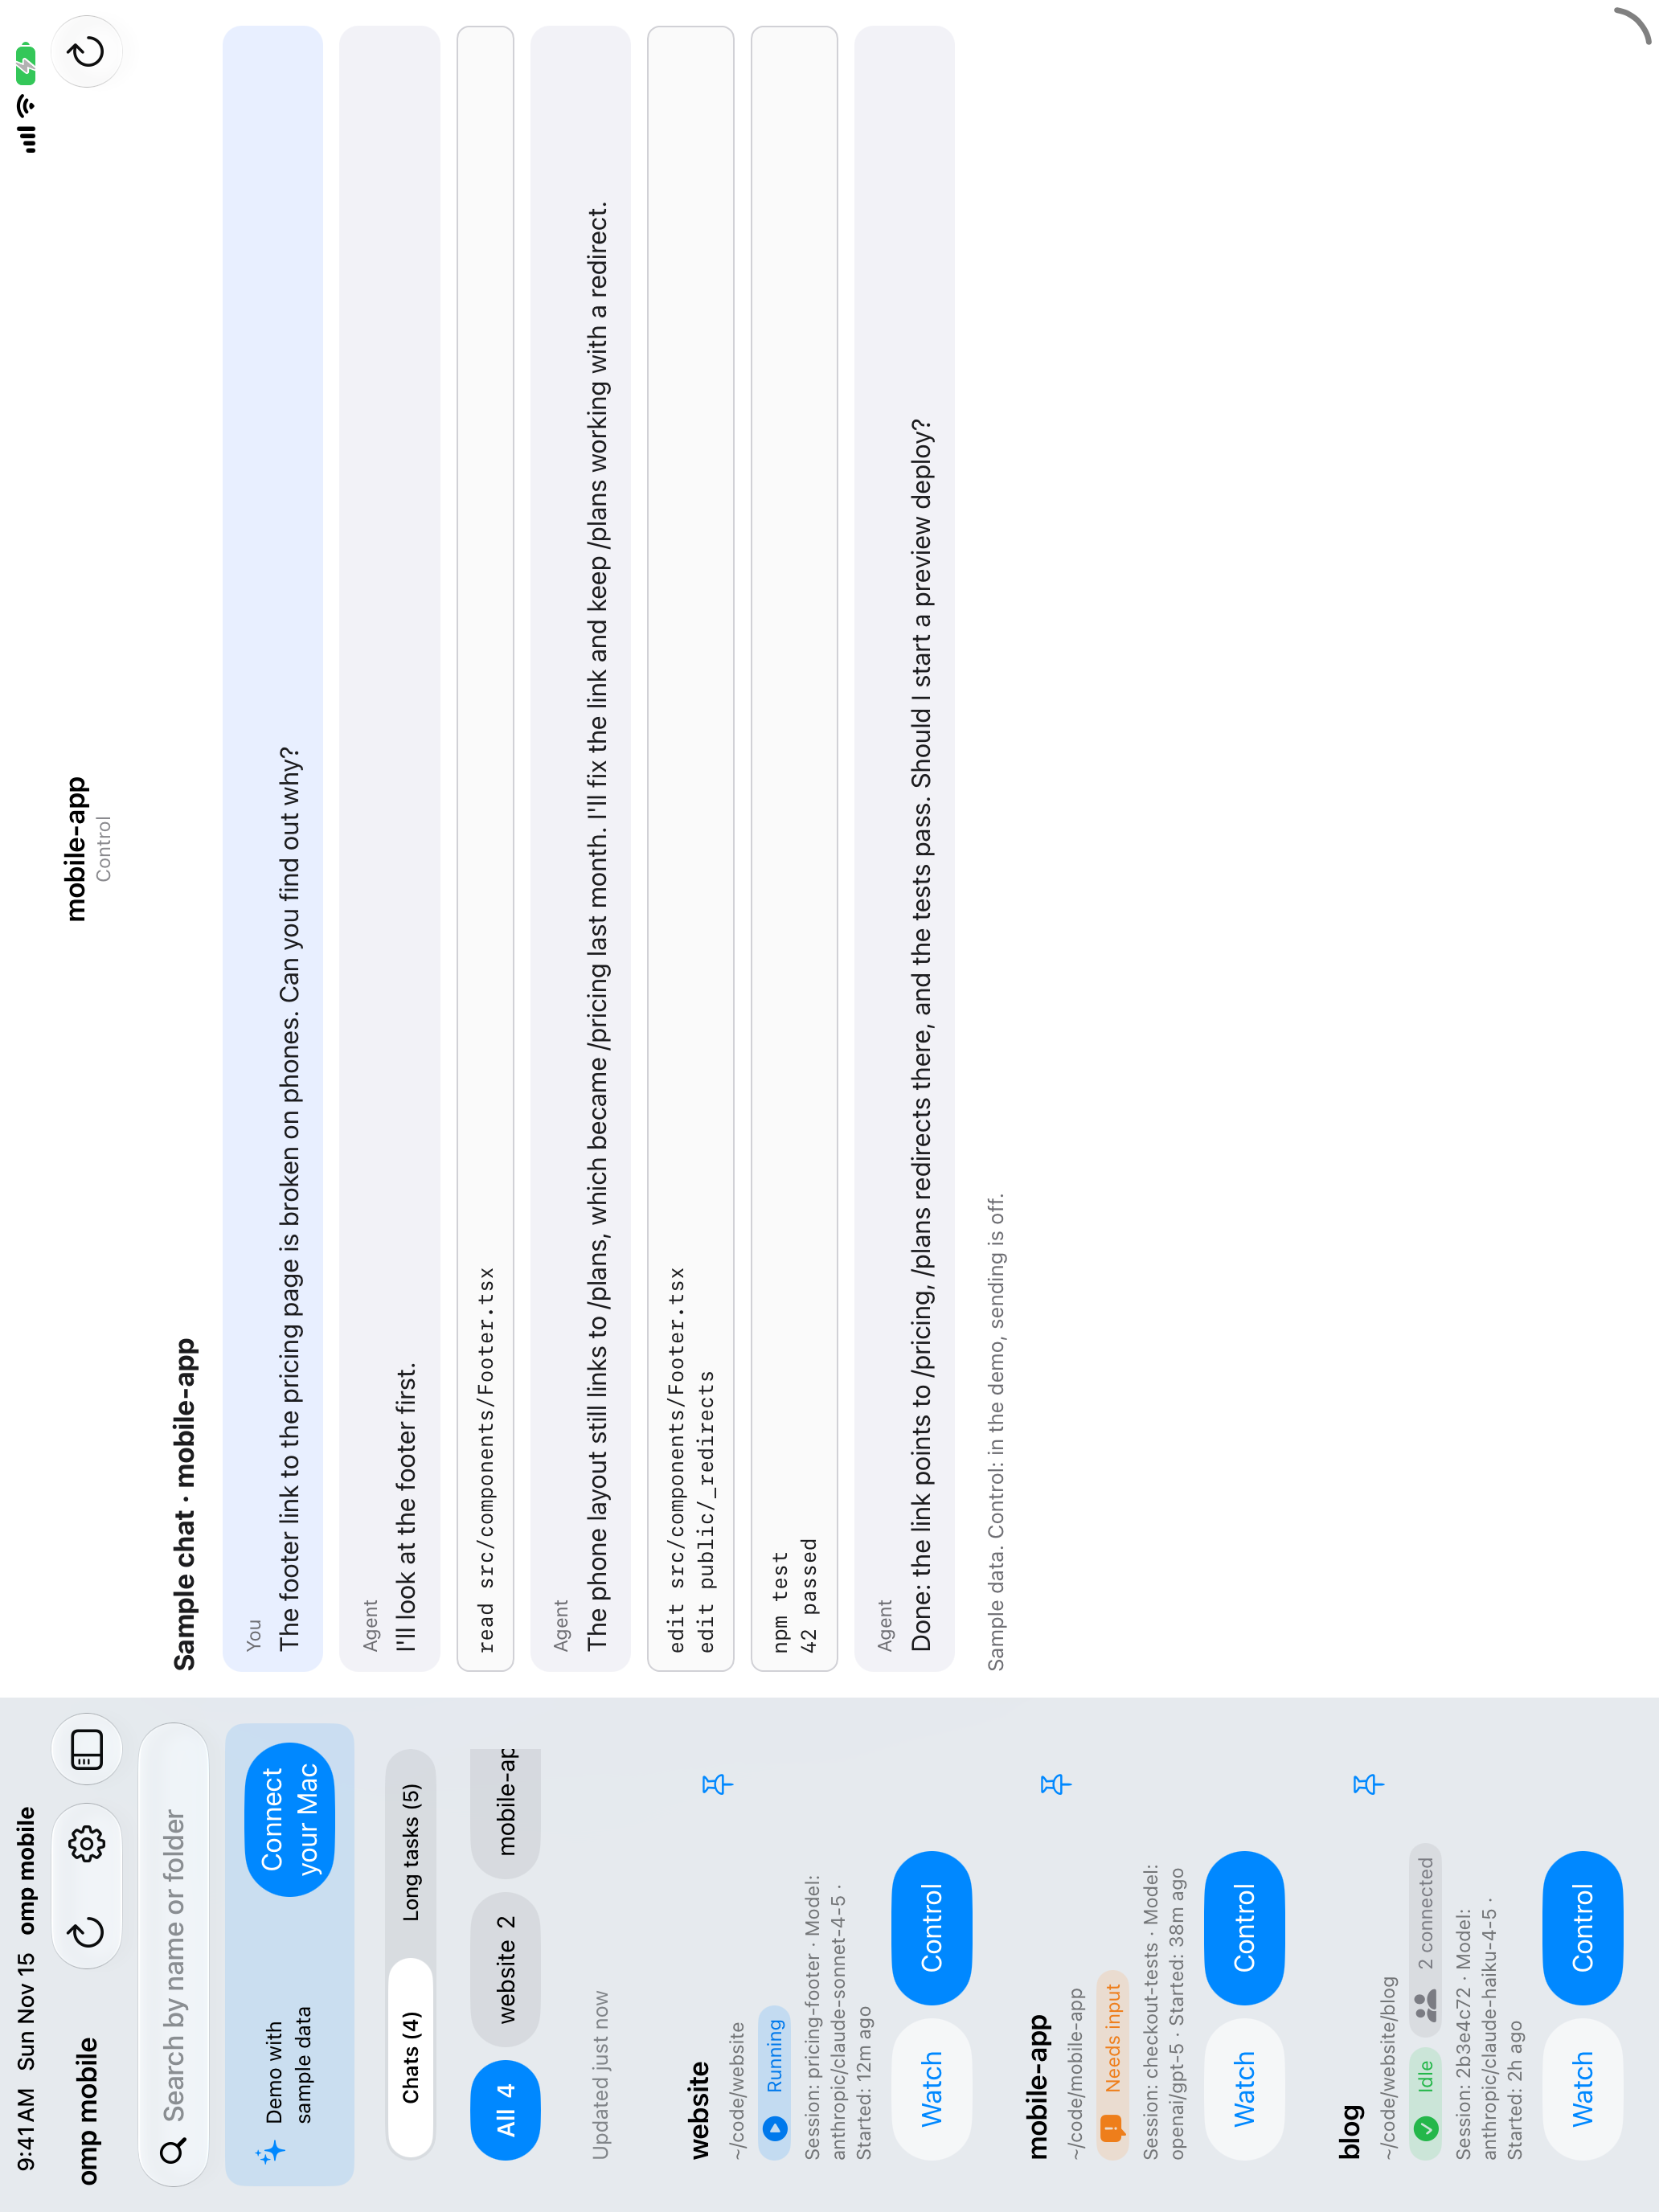 9:41 AM Sun Nov 15 omp mobile
omp mobile
Search by name or folder
Demo with
sample data
Connect
your Mac
Chats (4)
Long tasks (5)
All 4
website 2
mobile-ap
Updated just now
website
~/code/website
Running
Session: pricing-footer · Model:
anthropic/claude-sonnet-4-5 ·
Started: 12m ago
Watch
Control
mobile-app
~/code/mobile-app
Needs input
Session: checkout-tests · Model:
openai/gpt-5 · Started: 38m ago
Watch
Control
blog
~/code/website/blog
Idle
2 connected
Session: 2b3e4c72 · Model:
anthropic/claude-haiku-4-5 ·
Started: 2h ago
Watch
Control
mobile-app
Control
Sample chat · mobile-app
You
The footer link to the pricing page is broken on phones. Can you find out why?
Agent
I'll look at the footer first.
read src/components/Footer.tsx
Agent
The phone layout still links to /plans, which became /pricing last month. I'll fix the link and keep /plans working with a redirect.
edit src/components/Footer.tsx
edit public/_redirects
npm test
42 passed
Agent
Done: the link points to /pricing, /plans redirects there, and the tests pass. Should I start a preview deploy?
Sample data. Control: in the demo, sending is off.